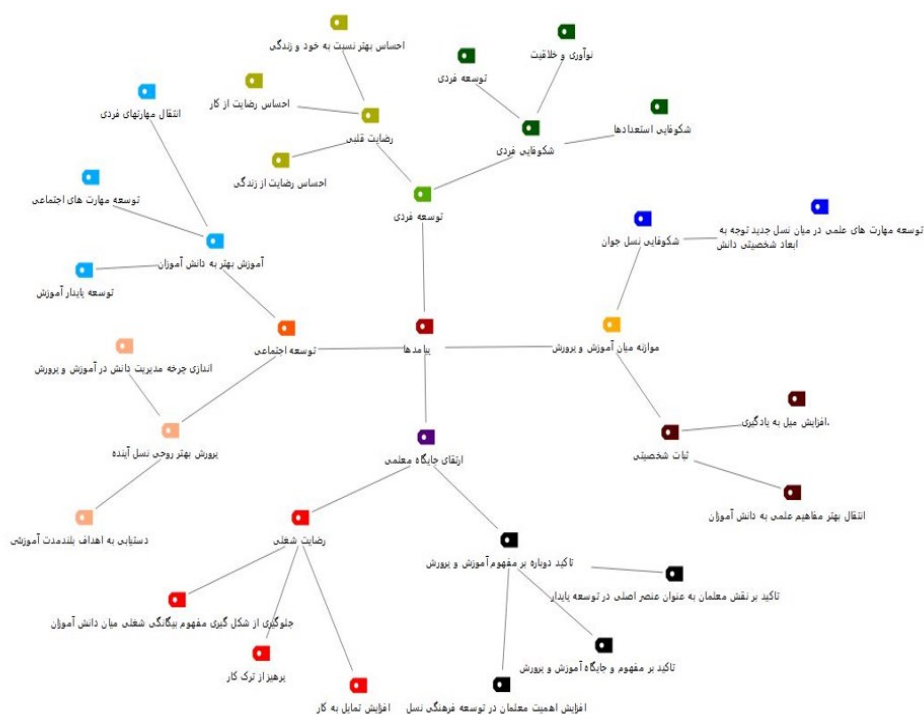 احساس بهتر نسبت به خود و زندگی
نوآوری و خلاقیت
توسعه فردی
احساس رضایت از کار
انتقال مهارتهای فردی
شکوفایی استعدادها
رضایت قلبی
شکوفایی فردی
احساس رضایت از زندگی
توسعه مهارت های اجتماعی
توسعه فردی
توسعه مهارت های علمی در میان نسل جدید توجه به
ابعاد شخصیتی دانش
شکوفایی نسل جوان
آموزش بهتر به دانش آموزان
توسعه پایدار آموزش
موازنه میان آموزش و پرورش
پیامدها
توسعه اجتماعی
اندازی چرخه مدیریت دانش در آموزش و پرورش
افزایش میل به یادگیری.
ثبات شخصیتی
پرورش بهتر روحی نسل آینده
ارتقای جایگاه معلمی
انتقال بهتر مفاهیم علمی به دانش آموزان
دستیابی به اهداف بلندمدت آموزشی
رضایت شغلی
تاکید دوباره بر مفهوم آموزش و پرورش
تاکید بر نقش معلمان به عنوان عنصر اصلی در توسعه پایدار
جلوگیری از شکل گیری مفهوم بیگانگی شغلی میان دانش آموزان
تاکید بر مفهوم و جایگاه آموزش و پرورش
پرهیز از ترک کار
افزایش اهمیت معلمان در توسعه فرهنگی نسل
افزایش تمایل به کار